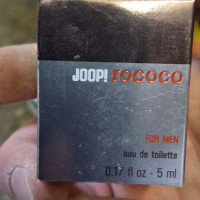 JOOP! rococo
FOR MEN
eau de toilette
0.17 fl oz · 5 ml